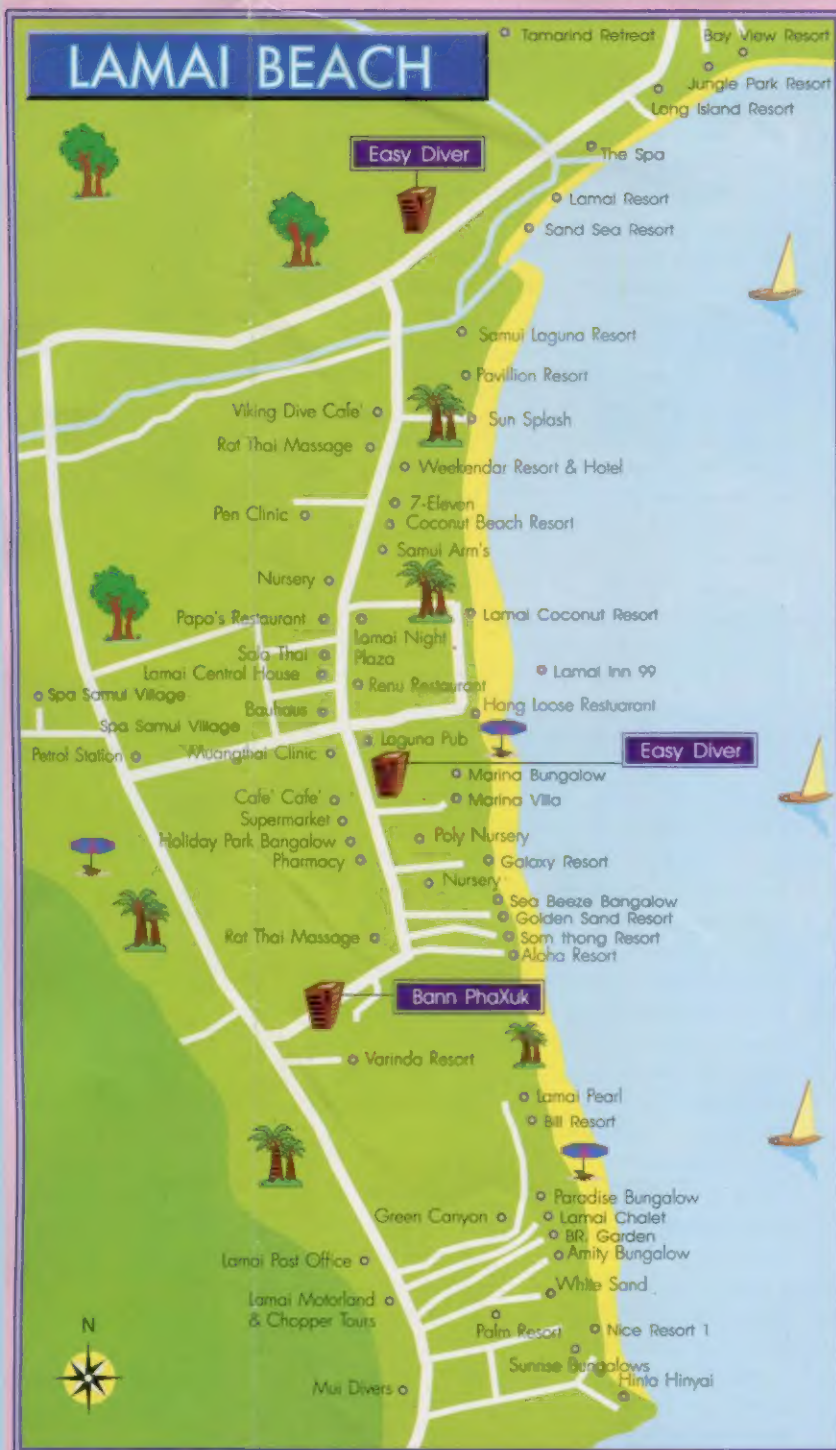 LAMAI BEACH
Tamarind Retreat
Bay View Resort
Jungle Park Resort
Long Island Resort
Easy Diver
The Spa
Lamai Resort
Sand Sea Resort
Samui Laguna Resort
Pavillion Resort
Viking Dive Cafe'
Sun Splash
Rat Thai Massage
Weekendar Resort & Hotel
7-Eleven
Pen Clinic
Coconut Beach Resort
Samui Arm's
Nursery
Papa's Restaurant
Lamai Night
Plaza
Lamai Coconut Resort
Sala Thai
Lamai Central House
Lamai Inn 99
Renu Restaurant
Spa Samui Village
Bauhaus
Hang Loose Restuarant
Spa Samui Village
Petrol Station
Muangthai Clinic
Laguna Pub
Easy Diver
Marina Bungalow
Cafe' Cafe'
Marina Villa
Supermarket
Holiday Park Bangalow
Poly Nursery
Pharmacy
Galaxy Resort
Nursery
Sea Beeze Bangalow
Golden Sand Resort
Rat Thai Massage
Som thong Resort
Aloha Resort
Bann PhaXuk
Varinda Resort
Lamai Pearl
Bill Resort
Paradise Bungalow
Green Canyon
Lamai Chalet
BR. Garden
Amity Bungalow
Lamai Post Office
White Sand
Lamai Motorland
& Chopper Tours
Palm Resort
Nice Resort 1
N
Sunrise Bungalows
Hinta Hinyai
Mui Divers